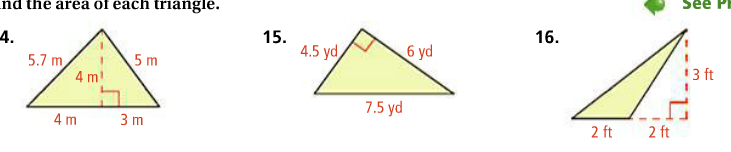 nd the area of each triangle.
See Pr
4.
5.7 m
5 m
4 m
4 m
3 m
15.
4.5 yd
6 yd
7.5 yd
16.
3 ft
2 ft
2 ft